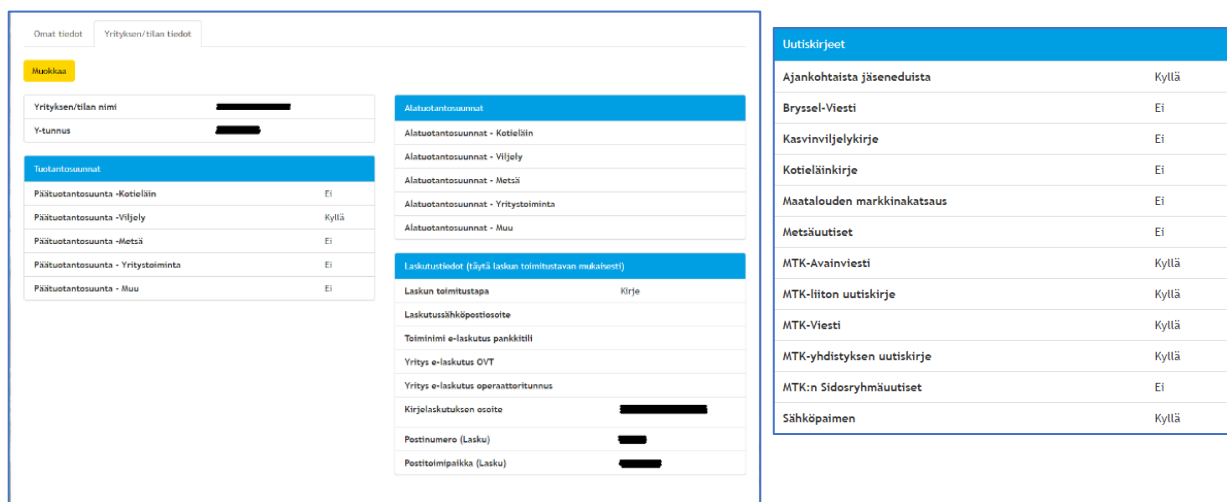 Omat tiedot Yrityksen/tilan tiedot
Muokkaa
Yrityksen/tilan nimi
Y-tunnus
Tuotantosuunnat
Päätuotantosuunta -Kotieläin Ei
Päätuotantosuunta -Viljely Kyllä
Päätuotantosuunta -Metsä Ei
Päätuotantosuunta - Yritystoiminta Ei
Päätuotantosuunta - Muu Ei
Alatuotantosuunnat
Alatuotantosuunnat - Kotieläin
Alatuotantosuunnat - Viljely
Alatuotantosuunnat - Metsä
Alatuotantosuunnat - Yritystoiminta
Alatuotantosuunnat - Muu
Laskutustiedot (täytä laskun toimitustavan mukaisesti)
Laskun toimitustapa Kirje
Laskutussähköpostiosoite
Toiminimi e-laskutus pankkitili
Yritys e-laskutus OVT
Yritys e-laskutus operaattoritunnus
Kirjelaskutuksen osoite
Postinumero (Lasku)
Postitoimipaikka (Lasku)
Uutiskirjeet
Ajankohtaista jäseneduista Kyllä
Bryssel-Viesti Ei
Kasvinviljelykirje Ei
Kotieläinkirje Ei
Maatalouden markkinakatsaus Ei
Metsäuutiset Ei
MTK-Avainviesti Kyllä
MTK-liiton uutiskirje Kyllä
MTK-Viesti Kyllä
MTK-yhdistyksen uutiskirje Kyllä
MTK:n Sidosryhmäuutiset Ei
Sähköpaimen Kyllä